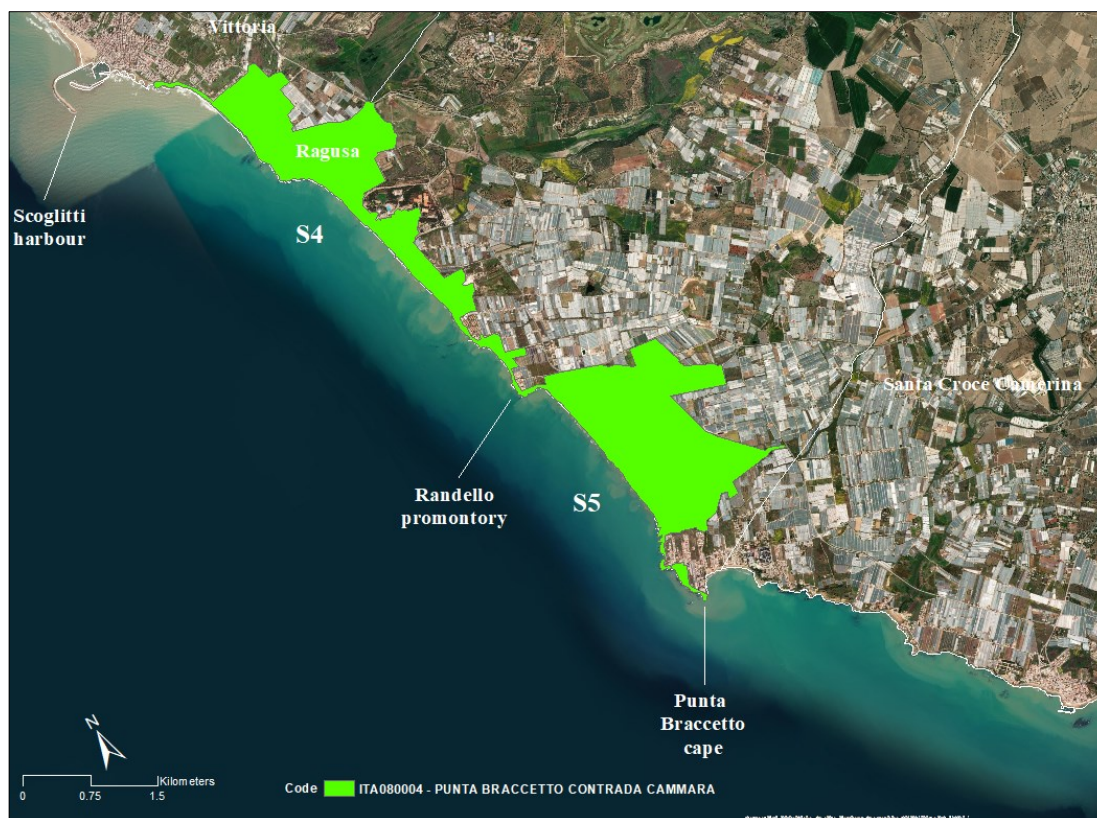 Vittoria
Ragusa
Scoglitti
harbour
S4
Santa Croce Camerina
Randello
promontory
S5
Punta
Braccetto
cape
N
Kilometers
0 0.75 1.5
Code ITA080004 - PUNTA BRACCETTO CONTRADA CAMMARA